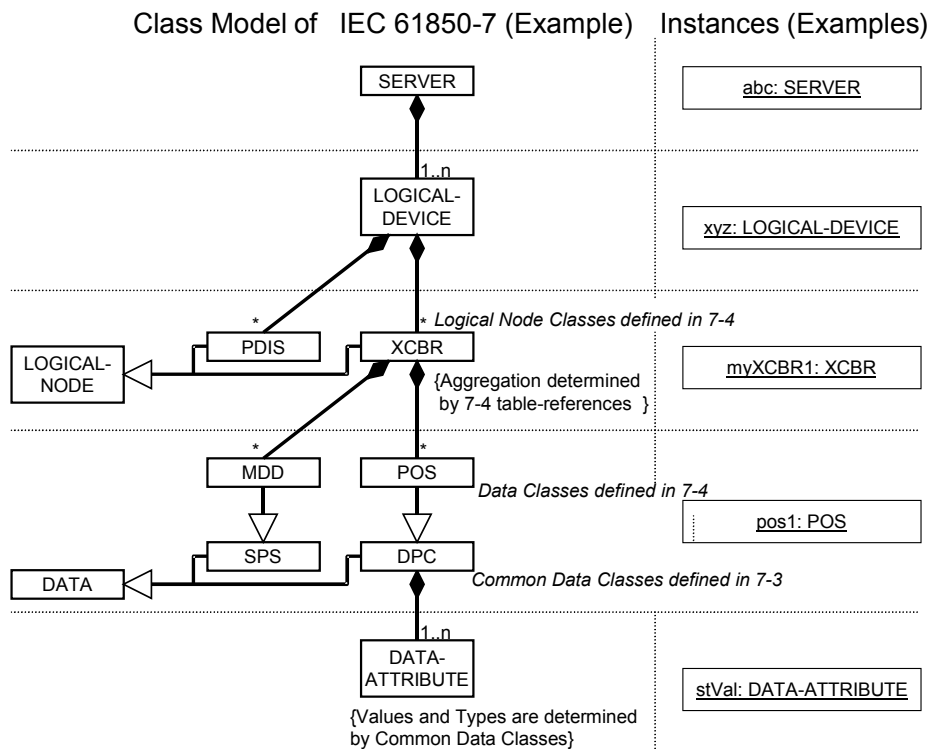 Class Model of IEC 61850-7 (Example)
Instances (Examples)
SERVER
abc: SERVER
1..n
LOGICAL-
DEVICE
xyz: LOGICAL-DEVICE
*
*
Logical Node Classes defined in 7-4
PDIS
XCBR
LOGICAL-
NODE
myXCBR1: XCBR
{Aggregation determined
by 7-4 table-references }
*
*
MDD
POS
Data Classes defined in 7-4
pos1: POS
SPS
DPC
DATA
Common Data Classes defined in 7-3
1..n
DATA-
ATTRIBUTE
stVal: DATA-ATTRIBUTE
{Values and Types are determined
by Common Data Classes}